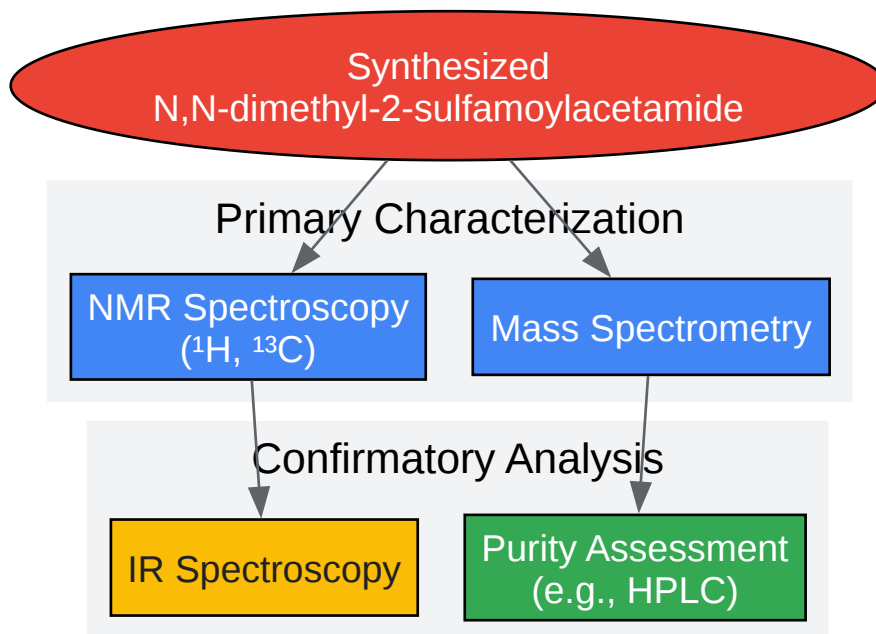 Synthesized
N,N-dimethyl-2-sulfamoylacetamide
Primary Characterization
NMR Spectroscopy
(¹H, ¹³C)
Mass Spectrometry
Confirmatory Analysis
IR Spectroscopy
Purity Assessment
(e.g., HPLC)